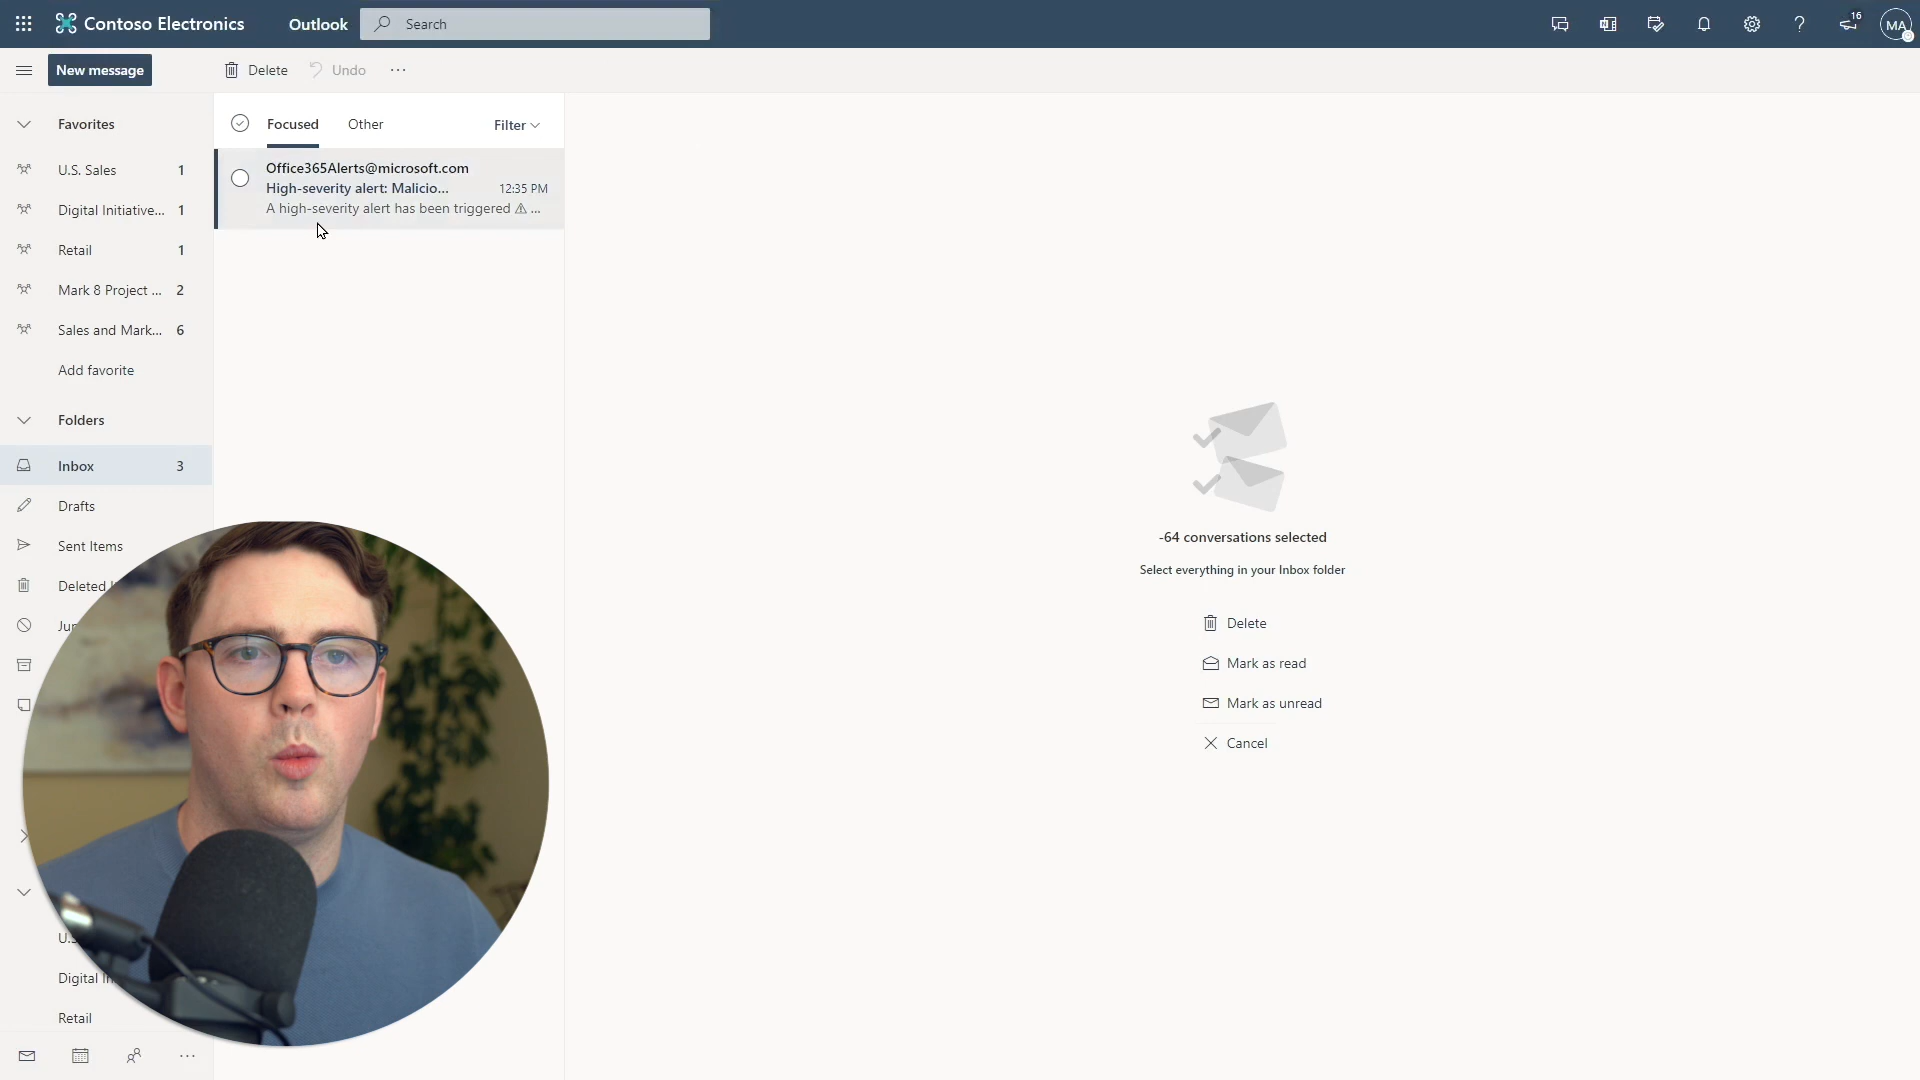 Contoso Electronics
Outlook
Search
16
MA
New message
Delete
Undo
Favorites
U.S. Sales 1
Digital Initiative... 1
Retail 1
Mark 8 Project ... 2
Sales and Mark... 6
Add favorite
Folders
Inbox 3
Drafts
Sent Items
Deleted
Retail
Focused
Other
Filter
Office365Alerts@microsoft.com
High-severity alert: Malicio... 12:35 PM
A high-severity alert has been triggered ⚠ ...
-64 conversations selected
Select everything in your Inbox folder
Delete
Mark as read
Mark as unread
Cancel